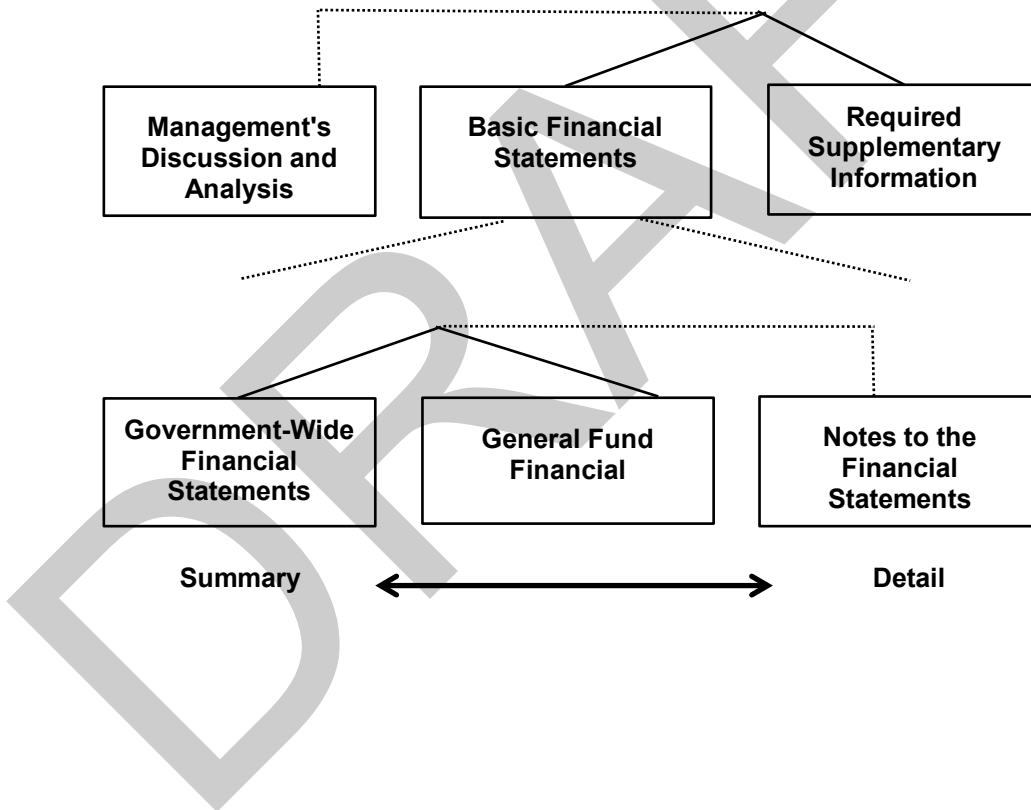 Management's
Discussion and
Analysis
Basic Financial
Statements
Required
Supplementary
Information
Government-Wide
Financial
Statements
General Fund
Financial
Notes to the
Financial
Statements
Summary
Detail